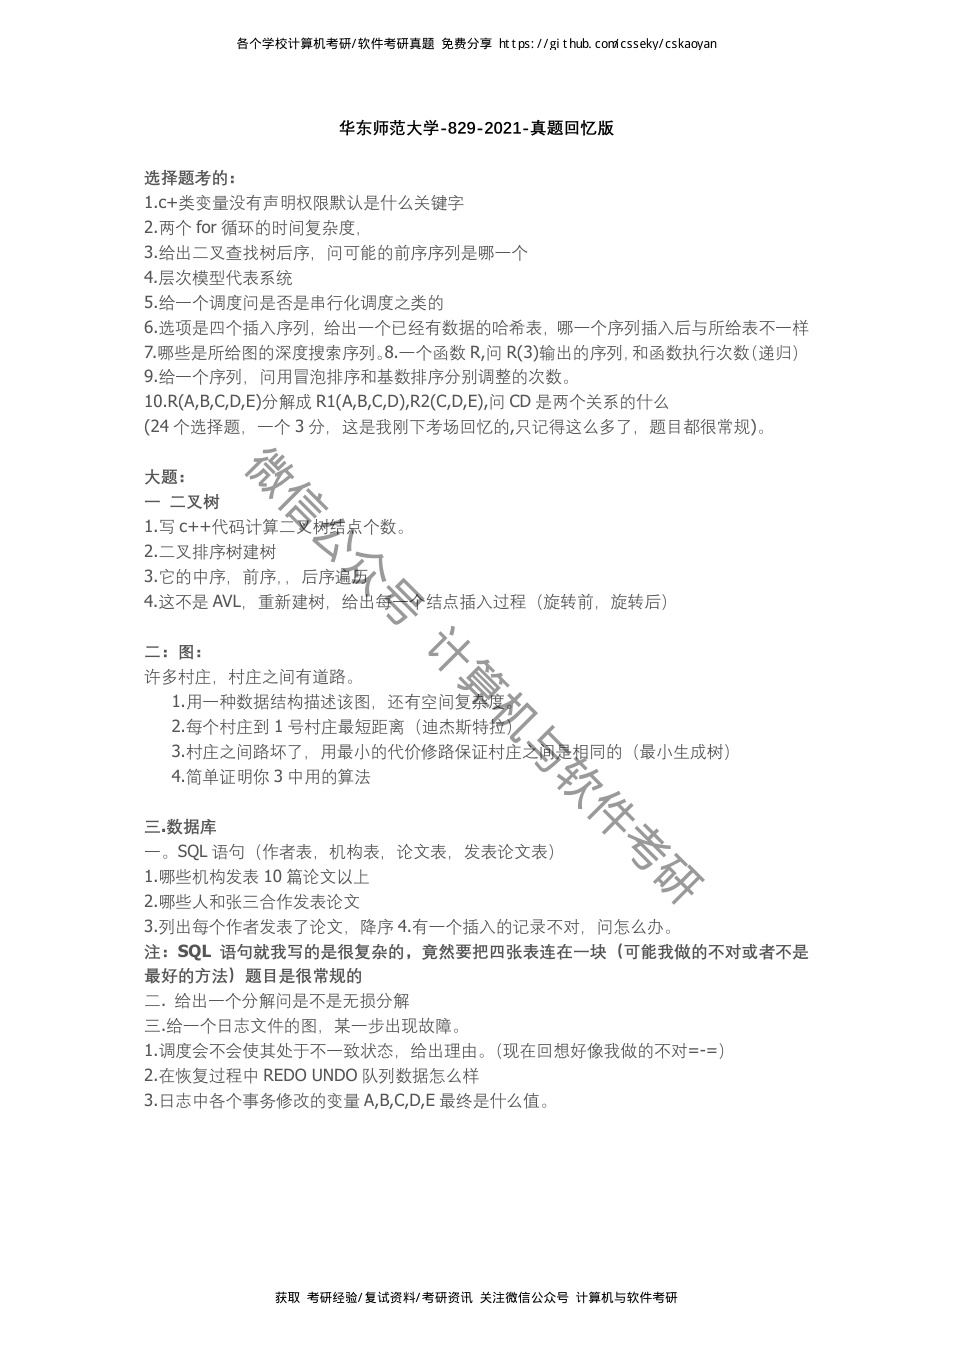 各个学校计算机考研/软件考研真题 免费分享 https://github.com/csseky/cskaoyan
华东师范大学-829-2021-真题回忆版
选择题考的：
1.c+类变量没有声明权限默认是什么关键字
2.两个 for 循环的时间复杂度，
3.给出二叉查找树后序，问可能的前序序列是哪一个
4.层次模型代表系统
5.给一个调度问是否是串行化调度之类的
6.选项是四个插入序列，给出一个已经有数据的哈希表，哪一个序列插入后与所给表不一样
7.哪些是所给图的深度搜索序列。8.一个函数 R,问 R(3)输出的序列，和函数执行次数（递归）
9.给一个序列，问用冒泡排序和基数排序分别调整的次数。
10.R(A,B,C,D,E)分解成 R1(A,B,C,D),R2(C,D,E),问 CD 是两个关系的什么
(24 个选择题，一个 3 分，这是我刚下考场回忆的,只记得这么多了，题目都很常规)。
大题：
一 二叉树
1.写 c++代码计算二叉树结点个数。
2.二叉排序树建树
3.它的中序，前序，，后序遍历
4.这不是 AVL，重新建树，给出每一个结点插入过程（旋转前，旋转后）
二：图：
许多村庄，村庄之间有道路。
1.用一种数据结构描述该图，还有空间复杂度。
2.每个村庄到 1 号村庄最短距离（迪杰斯特拉）
3.村庄之间路坏了，用最小的代价修路保证村庄之间是相同的（最小生成树）
4.简单证明你 3 中用的算法
三.数据库
一。SQL 语句（作者表，机构表，论文表，发表论文表）
1.哪些机构发表 10 篇论文以上
2.哪些人和张三合作发表论文
3.列出每个作者发表了论文，降序 4.有一个插入的记录不对，问怎么办。
注：SQL 语句就我写的是很复杂的，竟然要把四张表连在一块（可能我做的不对或者不是
最好的方法）题目是很常规的
二. 给出一个分解问是不是无损分解
三.给一个日志文件的图，某一步出现故障。
1.调度会不会使其处于不一致状态，给出理由。（现在回想好像我做的不对=-=）
2.在恢复过程中 REDO UNDO 队列数据怎么样
3.日志中各个事务修改的变量 A,B,C,D,E 最终是什么值。
微信公众号 计算机与软件考研
获取 考研经验/复试资料/考研资讯 关注微信公众号 计算机与软件考研